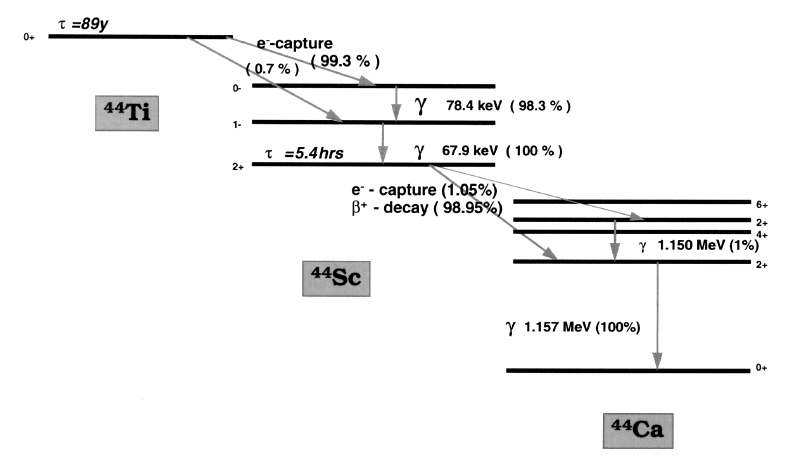 τ =89y
0+
e⁻-capture
( 0.7 % )
( 99.3 % )
0-
⁴⁴Ti
γ 78.4 keV ( 98.3 % )
1-
τ =5.4hrs
γ 67.9 keV ( 100 % )
2+
e⁻ - capture (1.05%)
β⁺ - decay ( 98.95%)
6+
2+
4+
γ 1.150 MeV (1%)
2+
⁴⁴Sc
γ 1.157 MeV (100%)
0+
⁴⁴Ca